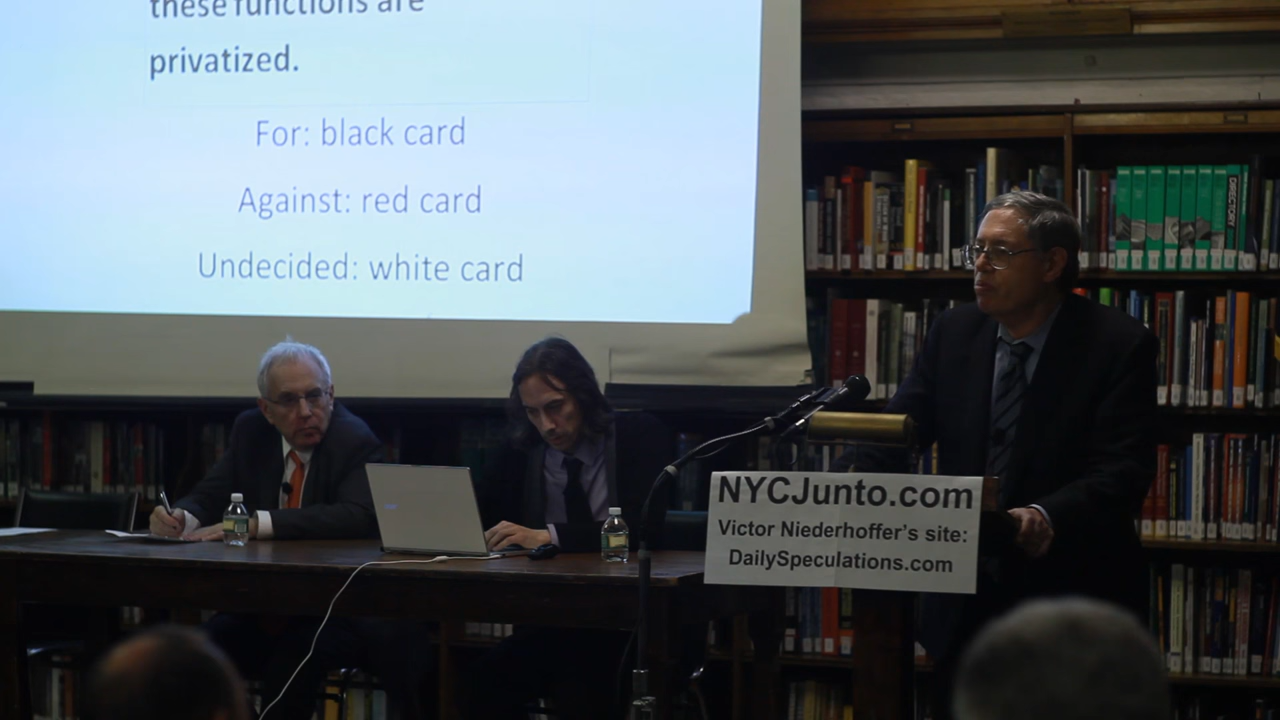 these functions are
privatized.
For: black card
Against: red card
Undecided: white card
DIRECTORY
NYCJunto.com
Victor Niederhoffer's site:
DailySpeculations.com